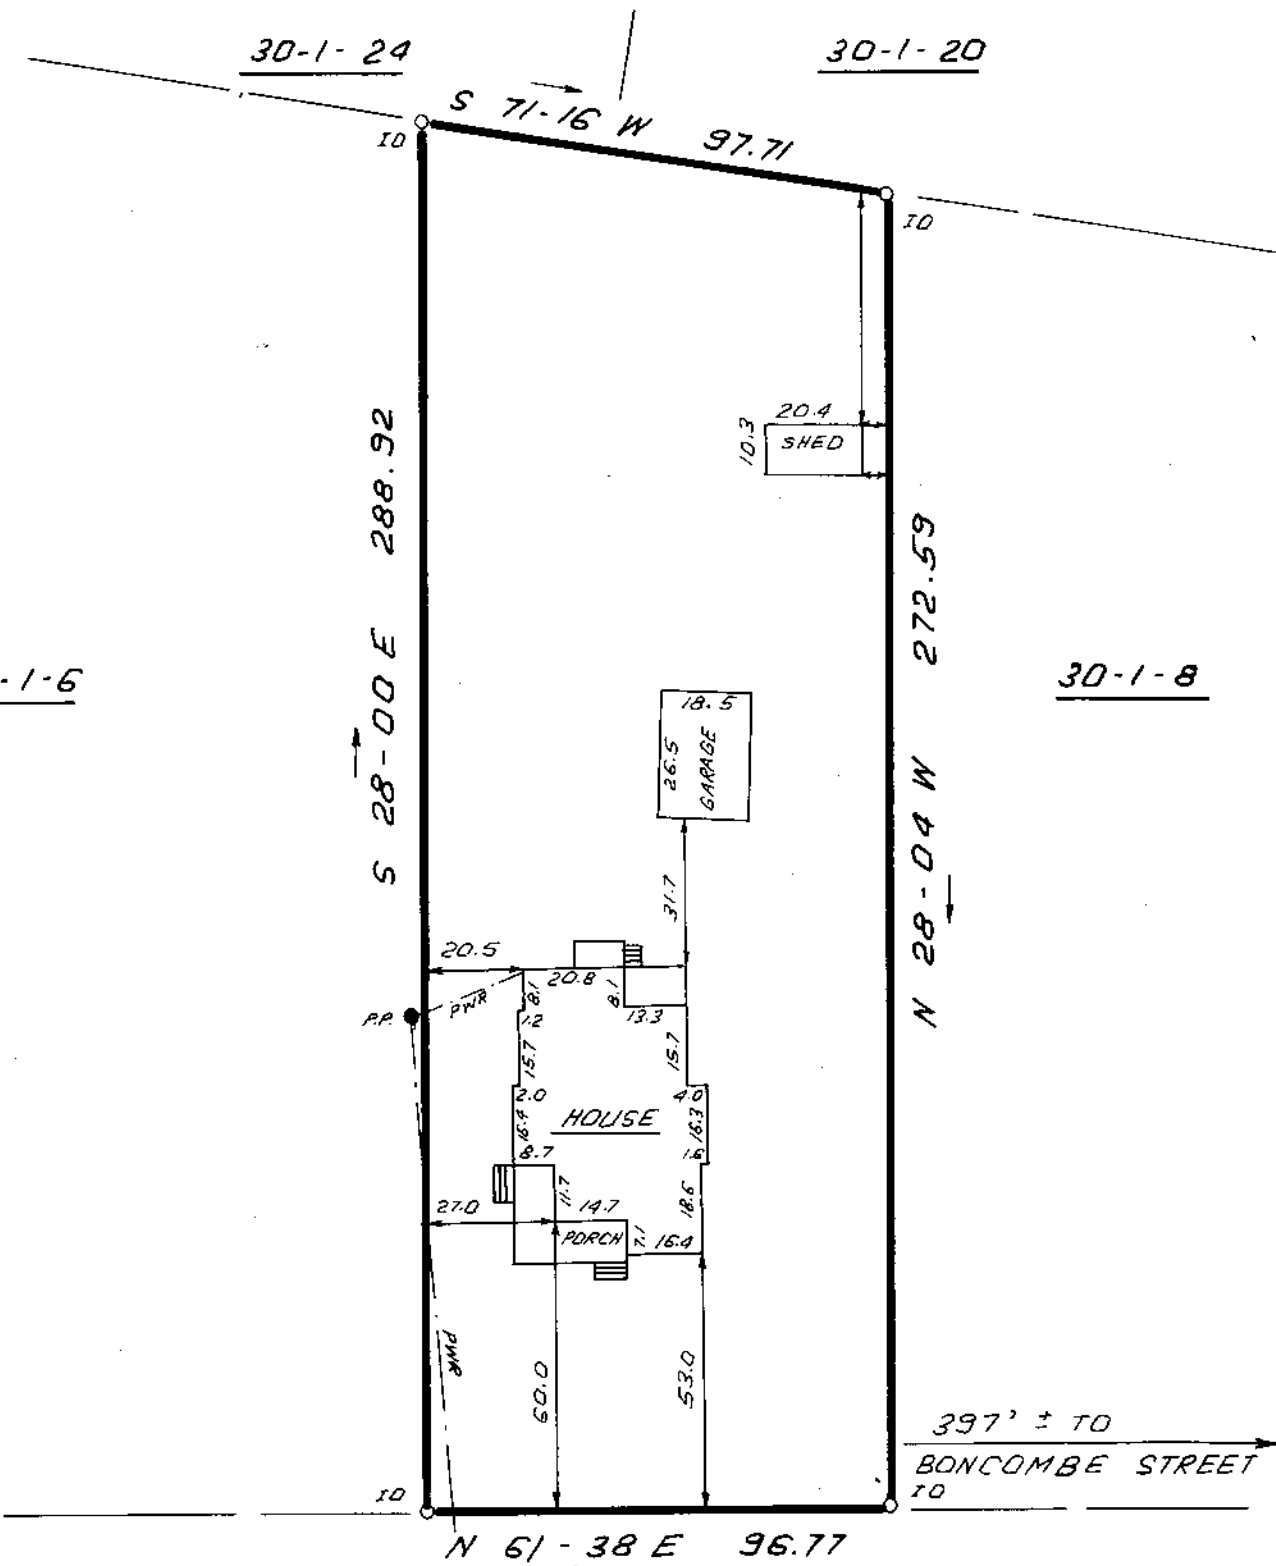 30-1-24
30-1-20
S 71-16 W 97.71
IO
IO
20.4
10.3
SHED
S 28-00 E 288.92
N 28-04 W 272.59
-1-6
30-1-8
18.5
26.5
GARAGE
31.7
20.5
20.8
8.1
8.1
PWR
P.P.
1.2
13.3
15.7
15.7
2.0
4.0
HOUSE
16.4
16.3
8.7
1.6
11.7
18.6
27.0
14.7
PORCH
7.1
16.4
PWR
60.0
53.0
397' ± TO
BONCOMBE STREET
IO
IO
N 61-38 E 96.77